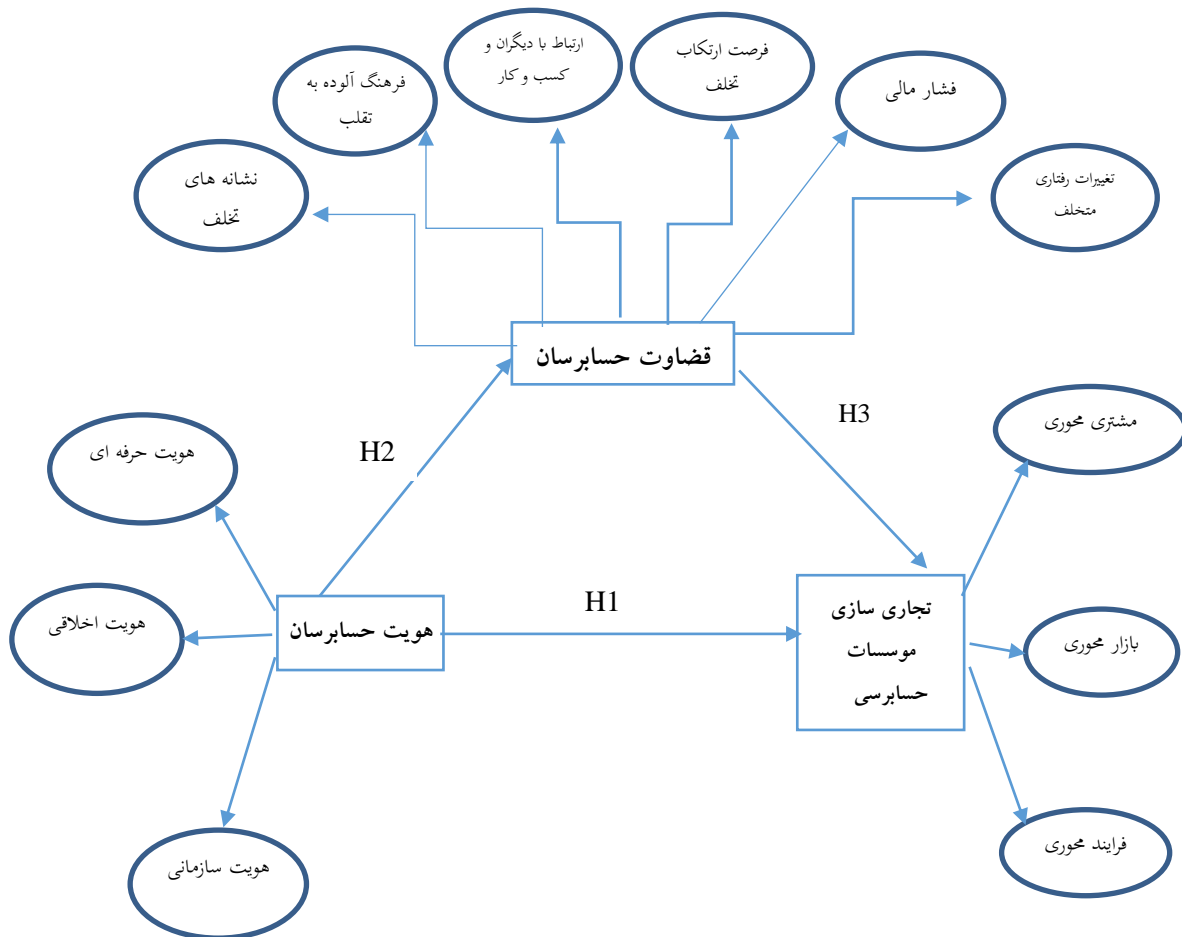 ارتباط با دیگران و
کسب و کار
فرصت ارتکاب
تخلف
فرهنگ آلوده به
تقلب
فشار مالی
نشانه های
تخلف
تغییرات رفتاری
متخلف
قضاوت حسابرسان
H3
مشتری محوری
H2
هویت حرفه ای
H1
تجاری سازی
موسسات
حسابرسی
هویت حسابرسان
هویت اخلاقی
بازار محوری
فرایند محوری
هویت سازمانی